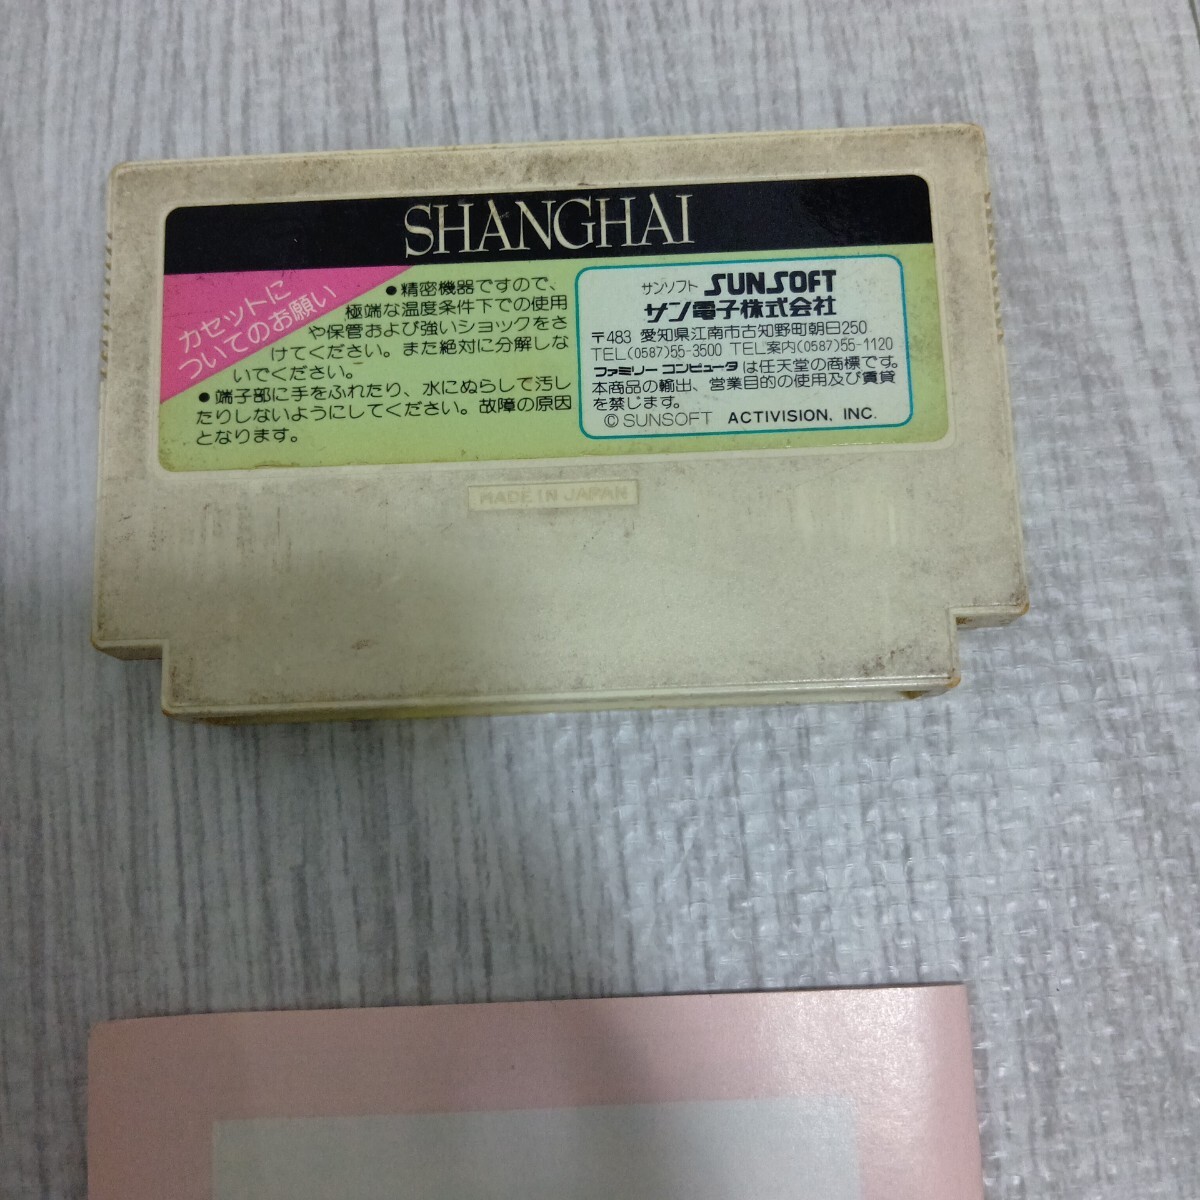 SHANGHAI
カセットに
ついてのお願い
●精密機器ですので、
極端な温度条件下での使用
や保管および強いショックをさ
けてください。また絶対に分解しな
いでください。
●端子部に手をふれたり、水にぬらして汚し
たりしないようにしてください。故障の原因
となります。
サンソフト SUNSOFT
サン電子株式会社
〒483 愛知県江南市古知野町朝日250
TEL(0587)55-3500 TEL案内(0587)55-1120
ファミリーコンピュータは任天堂の商標です。
本商品の輸出、営業目的の使用及び賃貸
を禁じます。
©SUNSOFT ACTIVISION, INC.
MADE IN JAPAN